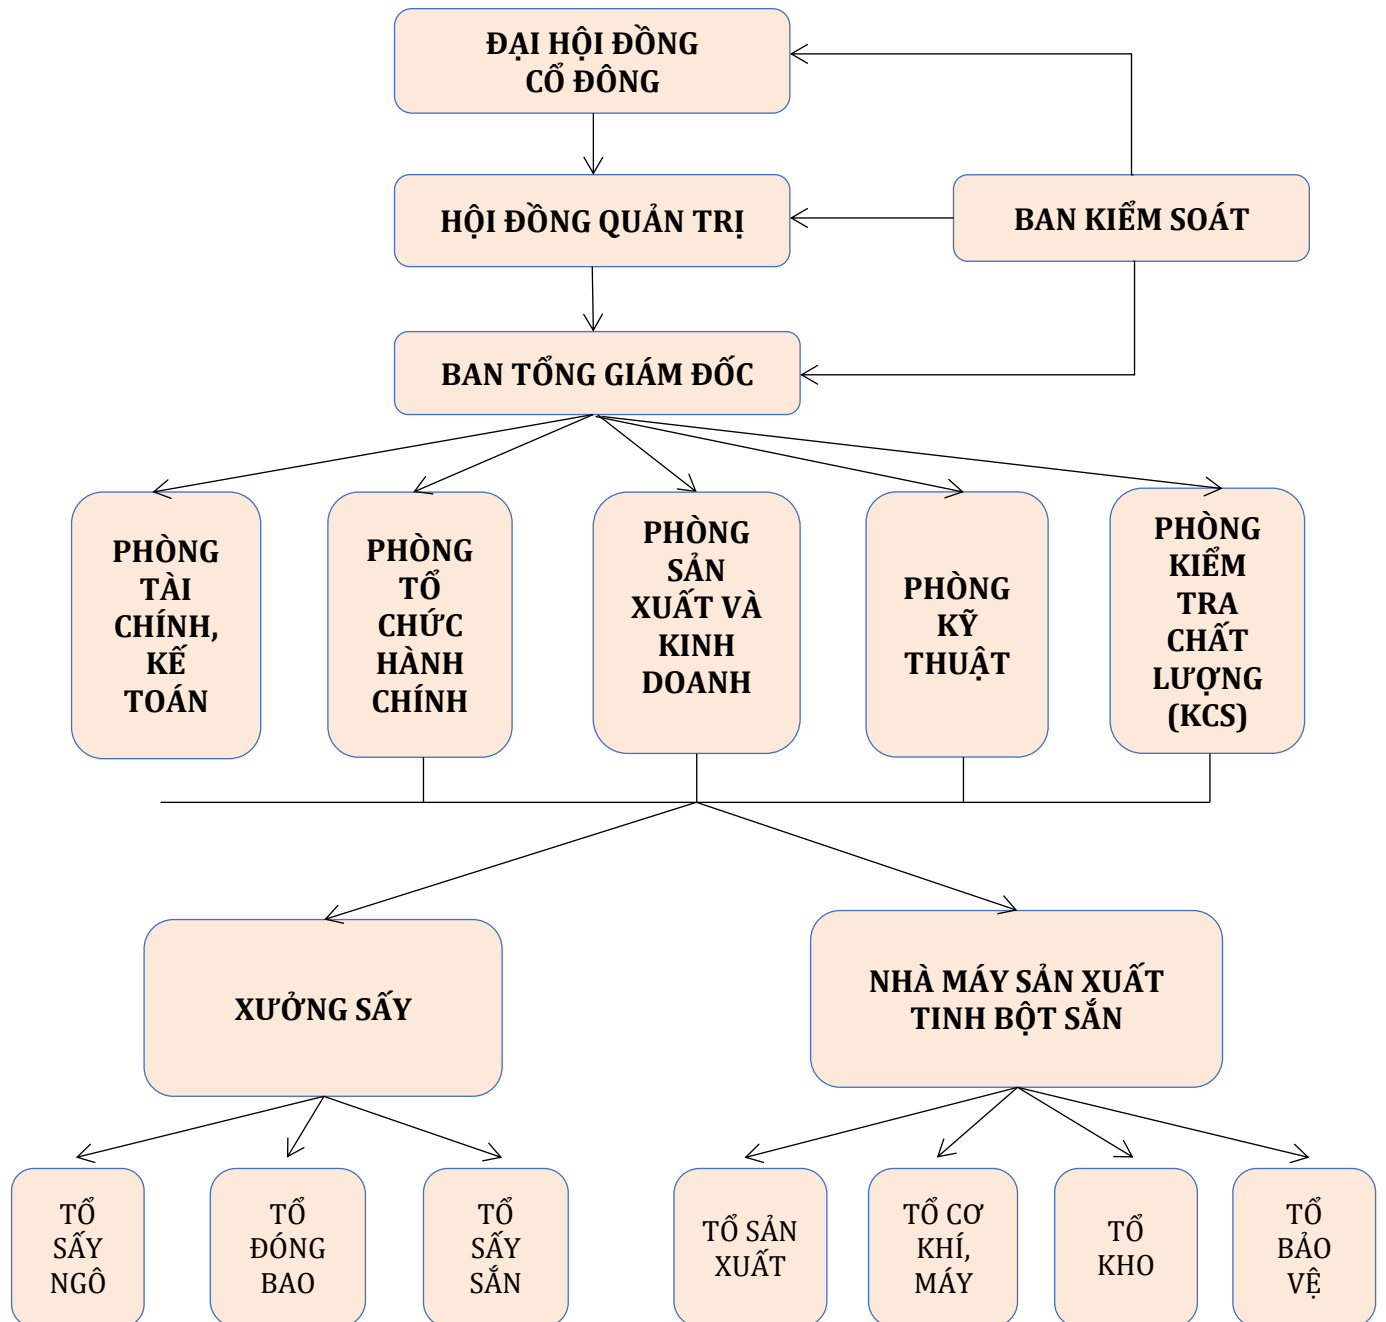 ĐẠI HỘI ĐỒNG
CỔ ĐÔNG
HỘI ĐỒNG QUẢN TRỊ
BAN KIỂM SOÁT
BAN TỔNG GIÁM ĐỐC
PHÒNG
TÀI
CHÍNH,
KẾ
TOÁN
PHÒNG
TỔ
CHỨC
HÀNH
CHÍNH
PHÒNG
SẢN
XUẤT VÀ
KINH
DOANH
PHÒNG
KỸ
THUẬT
PHÒNG
KIỂM
TRA
CHẤT
LƯỢNG
(KCS)
XƯỞNG SẤY
NHÀ MÁY SẢN XUẤT
TINH BỘT SẮN
TỔ
SẤY
NGÔ
TỔ
ĐÓNG
BAO
TỔ
SẤY
SẮN
TỔ SẢN
XUẤT
TỔ CƠ
KHÍ,
MÁY
TỔ
KHO
TỔ
BẢO
VỆ